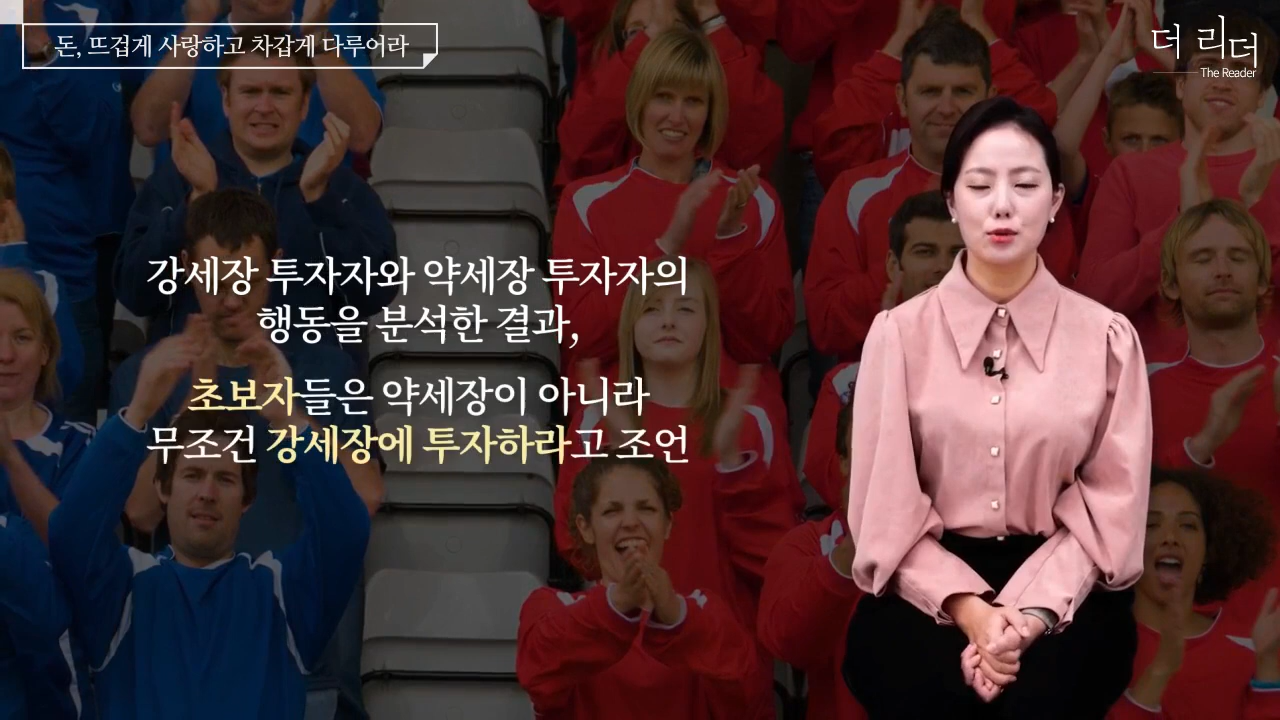 돈, 뜨겁게 사랑하고 차갑게 다루어라
더 리더
The Reader
강세장 투자자와 약세장 투자자의
행동을 분석한 결과,
초보자들은 약세장이 아니라
무조건 강세장에 투자하라고 조언